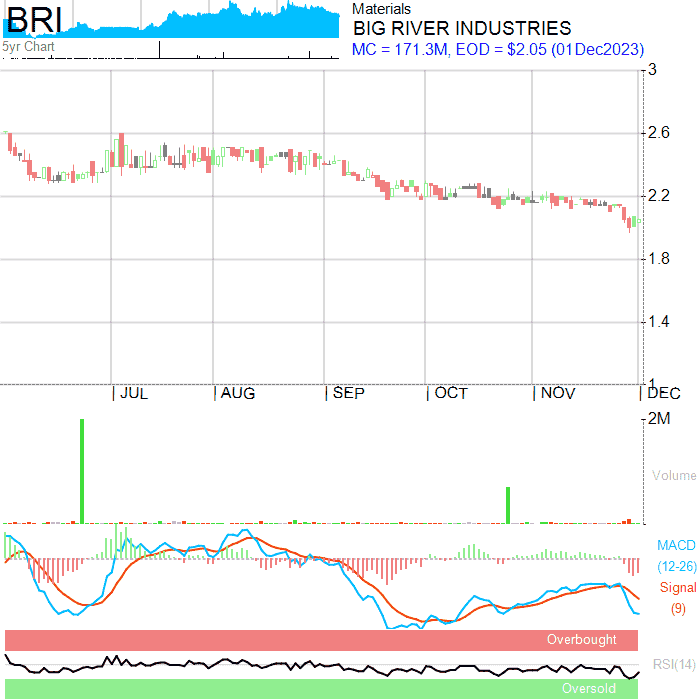 BRI
5yr Chart
Materials
BIG RIVER INDUSTRIES
MC = 171.3M, EOD = $2.05 (01Dec2023)
3
2.6
2.2
1.8
1.4
1
JUL AUG SEP OCT NOV DEC
2M
Volume
MACD
(12-26)
Signal
(9)
Overbought
RSI(14)
Oversold